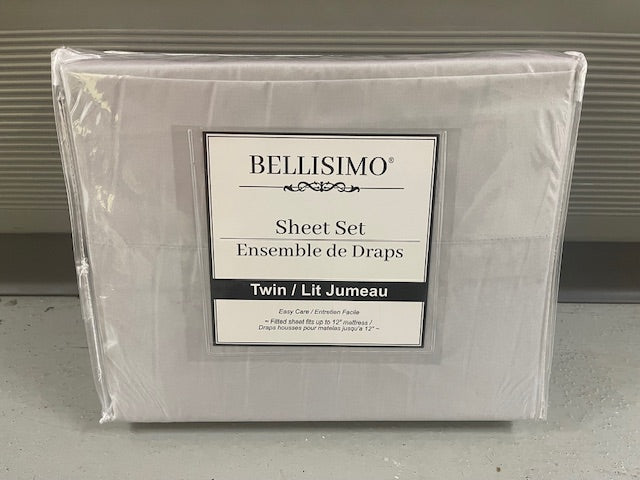 BELLISIMO®
Sheet Set
Ensemble de Draps
Twin / Lit Jumeau
Easy Care / Entretien Facile
~ Fitted sheet fits up to 12" mattress /
Draps housses pour matelas jusqu'a 12" ~